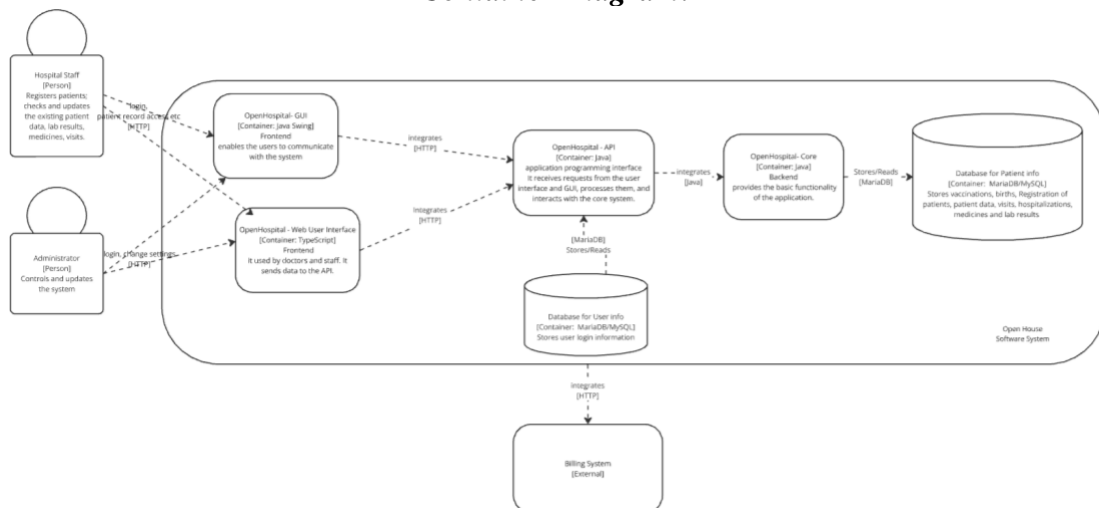 Container Diagram
Hospital Staff
[Person]
Registers patients;
checks and updates
the existing patient
data, lab results,
medicines, visits.
login,
patient record access, etc
[HTTP]
OpenHospital- GUI
[Container: Java Swing]
Frontend
enables the users to communicate
with the system
integrates
[HTTP]
OpenHospital - API
[Container: Java]
application programming interface
It receives requests from the user
interface and GUI, processes them, and
interacts with the core system.
integrates
[Java]
OpenHospital- Core
[Container: Java]
Backend
provides the basic functionality
of the application.
Stores/Reads
[MariaDB]
Database for Patient info
[Container: MariaDB/MySQL]
Stores vaccinations, births, Registration of
patients, patient data, visits, hospitalizations,
medicines and lab results.
Administrator
[Person]
Controls and updates
the system
login, change settings
[HTTP]
OpenHospital - Web User Interface
[Container: TypeScript]
Frontend
it used by doctors and staff. It
sends data to the API.
Integrates
[HTTP]
[MariaDB]
Stores/Reads
Database for User info
[Container: MariaDB/MySQL]
Stores user login information
Open House
Software System
integrates
[HTTP]
Billing System
[External]